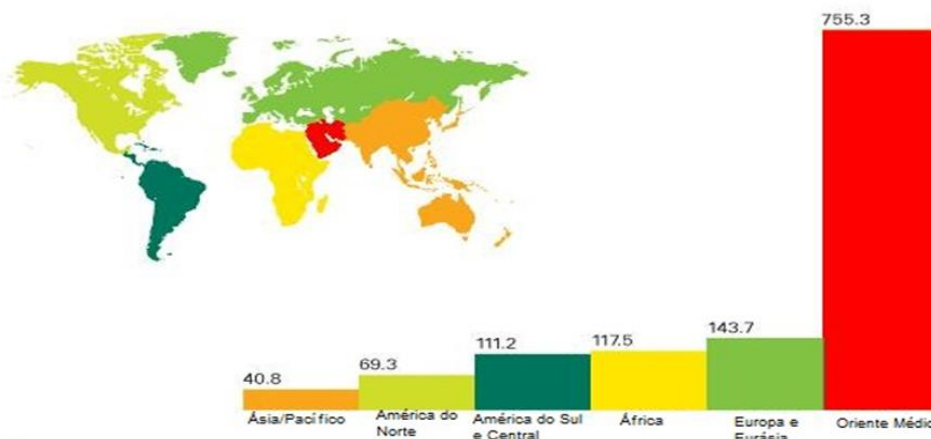 755.3
143.7
117.5
111.2
69.3
40.8
Ásia/Pacífico
América do
Norte
América do Sul
e Central
África
Europa e
Eurásia
Oriente Médio